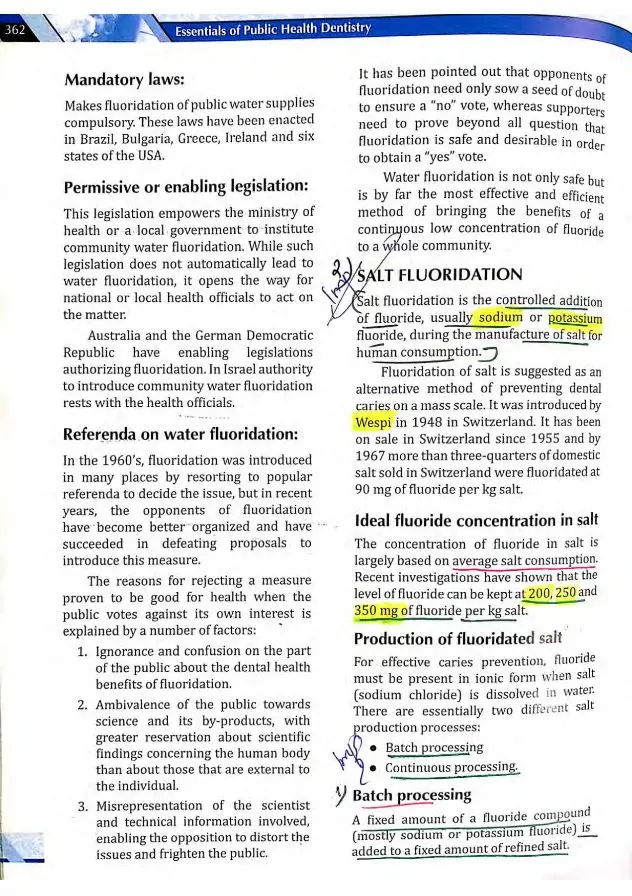 362
Essentials of Public Health Dentistry
Mandatory laws:
Makes fluoridation of public water supplies
compulsory. These laws have been enacted
in Brazil, Bulgaria, Greece, Ireland and six
states of the USA.
Permissive or enabling legislation:
This legislation empowers the ministry of
health or a local government to institute
community water fluoridation. While such
legislation does not automatically lead to
water fluoridation, it opens the way for
national or local health officials to act on
the matter.
Australia and the German Democratic
Republic have enabling legislations
authorizing fluoridation. In Israel authority
to introduce community water fluoridation
rests with the health officials.
Referenda on water fluoridation:
In the 1960's, fluoridation was introduced
in many places by resorting to popular
referenda to decide the issue, but in recent
years, the opponents of fluoridation
have become better organized and have
succeeded in defeating proposals to
introduce this measure.
The reasons for rejecting a measure
proven to be good for health when the
public votes against its own interest is
explained by a number of factors:
1. Ignorance and confusion on the part
of the public about the dental health
benefits of fluoridation.
2. Ambivalence of the public towards
science and its by-products, with
greater reservation about scientific
findings concerning the human body
than about those that are external to
the individual.
3. Misrepresentation of the scientist
and technical information involved,
enabling the opposition to distort the
issues and frighten the public.
It has been pointed out that opponents of
fluoridation need only sow a seed of doubt
to ensure a "no" vote, whereas supporters
need to prove beyond all question that
fluoridation is safe and desirable in order
to obtain a "yes" vote.
Water fluoridation is not only safe but
is by far the most effective and efficient
method of bringing the benefits of a
continuous low concentration of fluoride
to a whole community.
2) SALT FLUORIDATION
(imp)
Salt fluoridation is the controlled addition
of fluoride, usually sodium or potassium
fluoride, during the manufacture of salt for
human consumption.
Fluoridation of salt is suggested as an
alternative method of preventing dental
caries on a mass scale. It was introduced by
Wespi in 1948 in Switzerland. It has been
on sale in Switzerland since 1955 and by
1967 more than three-quarters of domestic
salt sold in Switzerland were fluoridated at
90 mg of fluoride per kg salt.
Ideal fluoride concentration in salt
The concentration of fluoride in salt is
largely based on average salt consumption.
Recent investigations have shown that the
level of fluoride can be kept at 200, 250 and
350 mg of fluoride per kg salt.
Production of fluoridated salt
For effective caries prevention, fluoride
must be present in ionic form when salt
(sodium chloride) is dissolved in water.
There are essentially two different salt
production processes:
imp
• Batch processing
• Continuous processing.
1) Batch processing
A fixed amount of a fluoride compound
(mostly sodium or potassium fluoride) is
added to a fixed amount of refined salt.